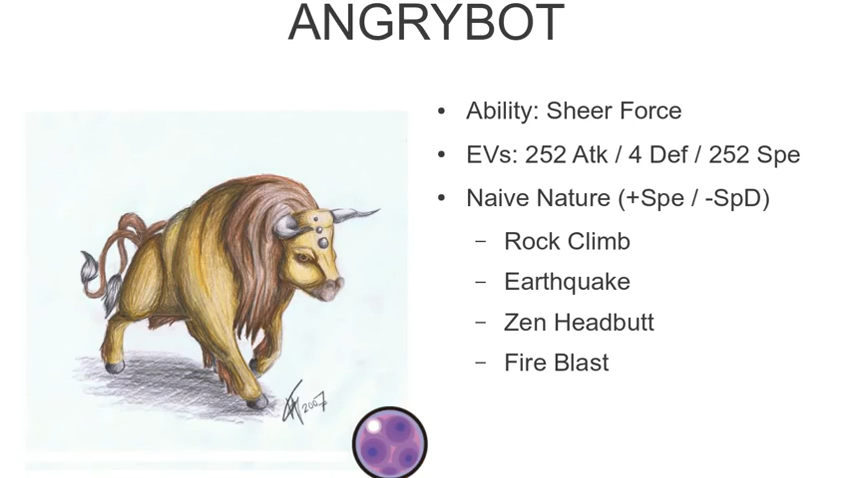 ANGRYBOT
• Ability: Sheer Force
• EVs: 252 Atk / 4 Def / 252 Spe
• Naive Nature (+Spe / -SpD)
– Rock Climb
– Earthquake
– Zen Headbutt
– Fire Blast
2007